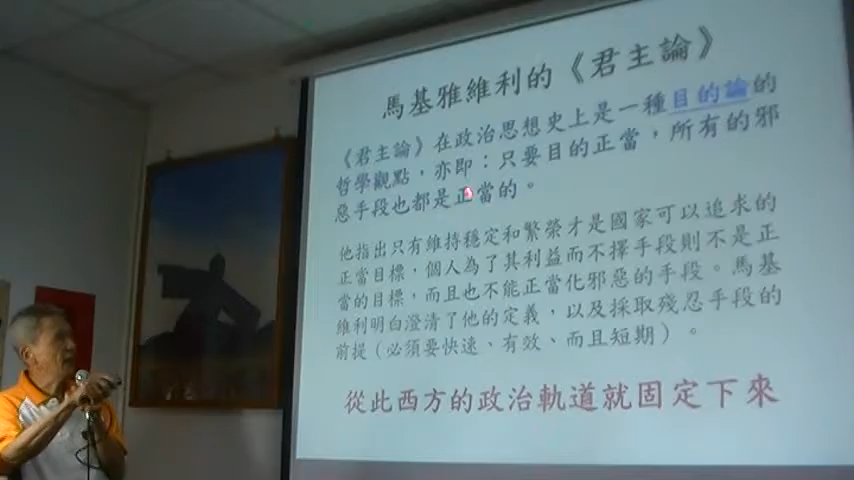 馬基雅維利的《君主論》
《君主論》在政治思想史上是一種目的論的
哲學觀點，亦即：只要目的正當，所有的邪
惡手段也都是正當的。
他指出只有維持穩定和繁榮才是國家可以追求的
正當目標，個人為了其利益而不擇手段則不是正
當的目標，而且也不能正當化邪惡的手段。馬基
維利明白澄清了他的定義，以及採取殘忍手段的
前提（必須要快速、有效、而且短期）。
從此西方的政治軌道就固定下來